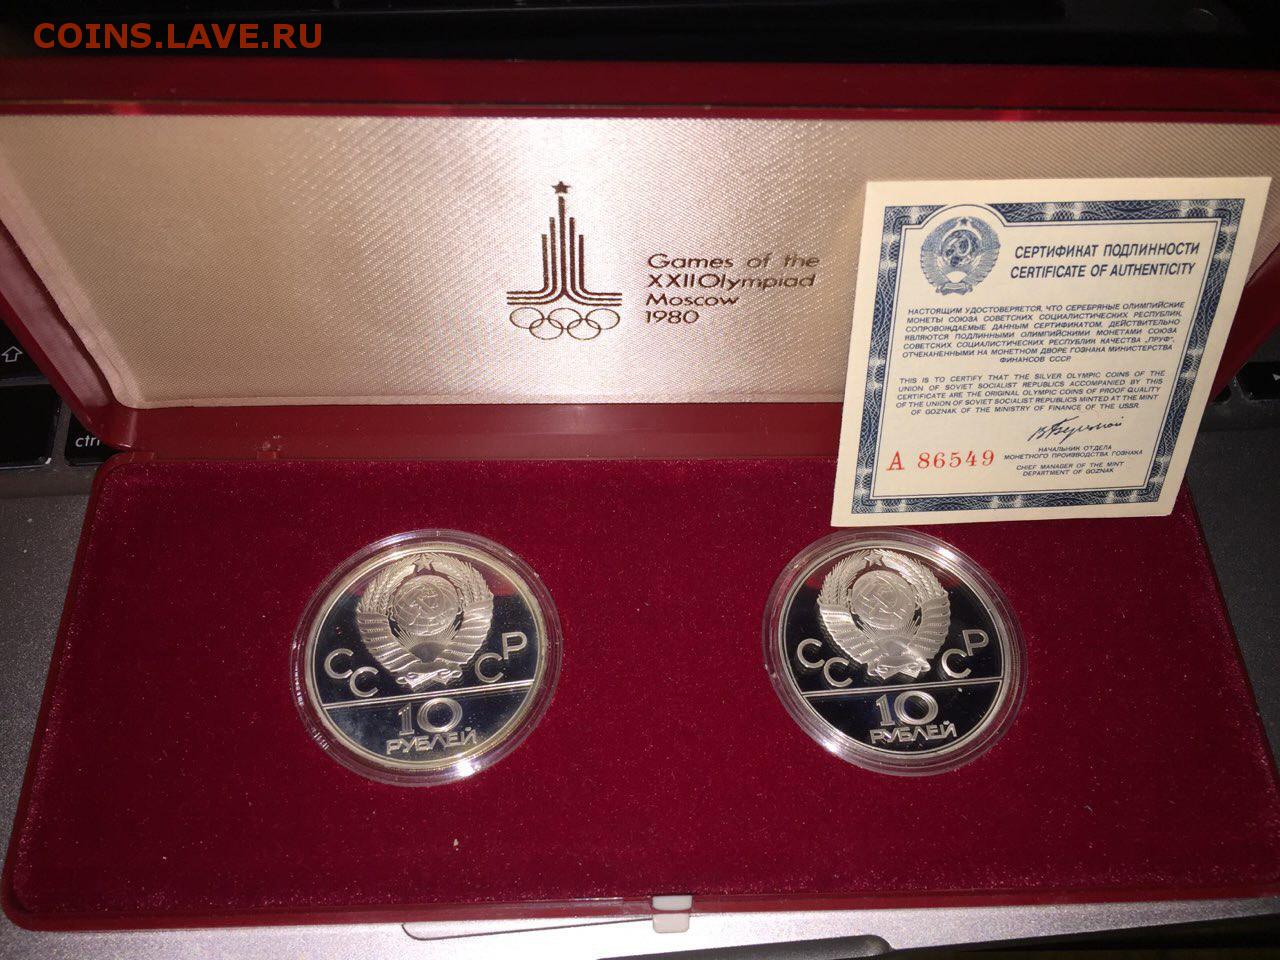 COINS.LAVE.RU
Games of the
XXII Olympiad
Moscow
1980
СЕРТИФИКАТ ПОДЛИННОСТИ
CERTIFICATE OF AUTHENTICITY
НАСТОЯЩИМ УДОСТОВЕРЯЕТСЯ, ЧТО СЕРЕБРЯНЫЕ ОЛИМПИЙСКИЕ
МОНЕТЫ СОЮЗА СОВЕТСКИХ СОЦИАЛИСТИЧЕСКИХ РЕСПУБЛИК,
СОПРОВОЖДАЕМЫЕ ДАННЫМ СЕРТИФИКАТОМ, ДЕЙСТВИТЕЛЬНО
ЯВЛЯЮТСЯ ПОДЛИННЫМИ ОЛИМПИЙСКИМИ МОНЕТАМИ СОЮЗА
СОВЕТСКИХ СОЦИАЛИСТИЧЕСКИХ РЕСПУБЛИК КАЧЕСТВА „ПРУФ“,
ОТЧЕКАНЕННЫМИ НА МОНЕТНОМ ДВОРЕ ГОЗНАКА МИНИСТЕРСТВА
ФИНАНСОВ СССР.
THIS IS TO CERTIFY THAT THE SILVER OLYMPIC COINS OF THE
UNION OF SOVIET SOCIALIST REPUBLICS ACCOMPANIED BY THIS
CERTIFICATE ARE THE ORIGINAL OLYMPIC COINS OF PROOF QUALITY
OF THE UNION OF SOVIET SOCIALIST REPUBLICS MINTED AT THE MINT
OF GOZNAK OF THE MINISTRY OF FINANCE OF THE USSR.
А 86549
НАЧАЛЬНИК ОТДЕЛА
МОНЕТНОГО ПРОИЗВОДСТВА ГОЗНАКА
CHIEF MANAGER OF THE MINT
DEPARTMENT OF GOZNAK
ctrl
СССР
10
РУБЛЕЙ
СССР
10
РУБЛЕЙ